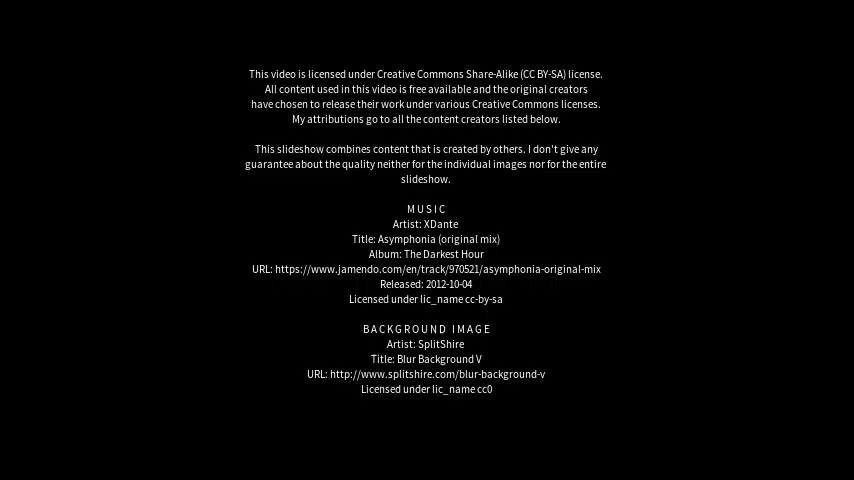 This video is licensed under Creative Commons Share-Alike (CC BY-SA) license.
All content used in this video is free available and the original creators
have chosen to release their work under various Creative Commons licenses.
My attributions go to all the content creators listed below.
This slideshow combines content that is created by others. I don't give any
guarantee about the quality neither for the individual images nor for the entire
slideshow.
MUSIC
Artist: XDante
Title: Asymphonia (original mix)
Album: The Darkest Hour
URL: https://www.jamendo.com/en/track/970521/asymphonia-original-mix
Released: 2012-10-04
Licensed under lic_name cc-by-sa
BACKGROUND IMAGE
Artist: SplitShire
Title: Blur Background V
URL: http://www.splitshire.com/blur-background-v
Licensed under lic_name cc0